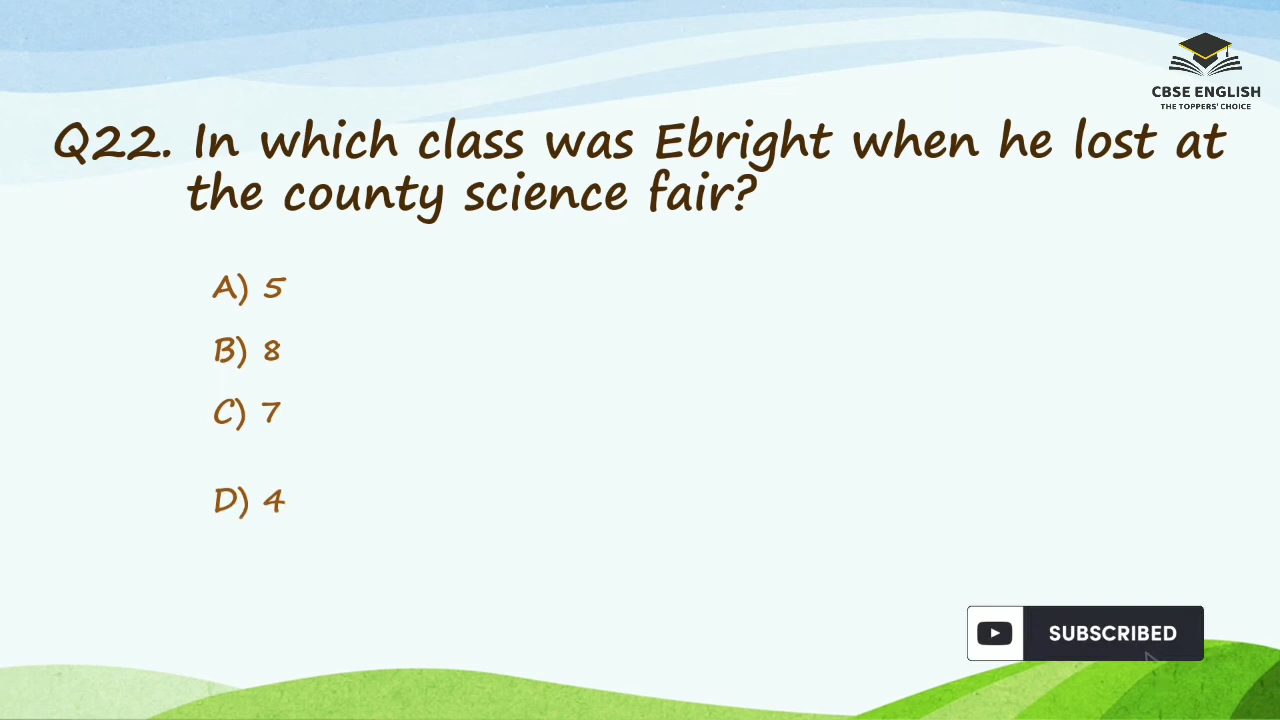 CBSE ENGLISH
THE TOPPERS' CHOICE
Q22. In which class was Ebright when he lost at
the county science fair?
A) 5
B) 8
C) 7
D) 4
SUBSCRIBED